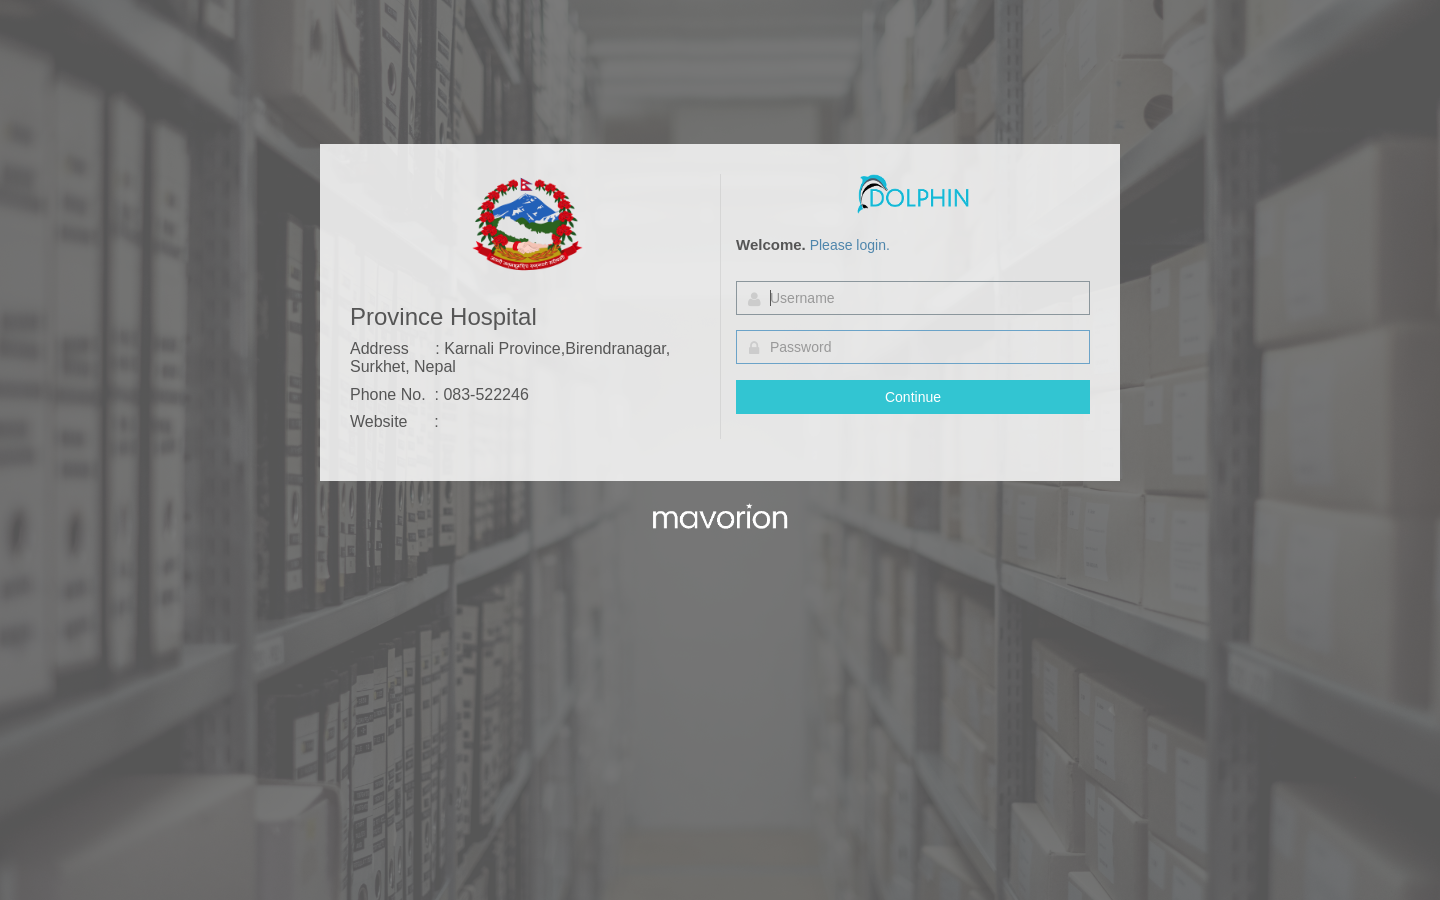 DOLPHIN
Welcome. Please login.
Username
Password
Continue
Province Hospital
Address : Karnali Province,Birendranagar,
Surkhet, Nepal
Phone No. : 083-522246
Website :
mavorion